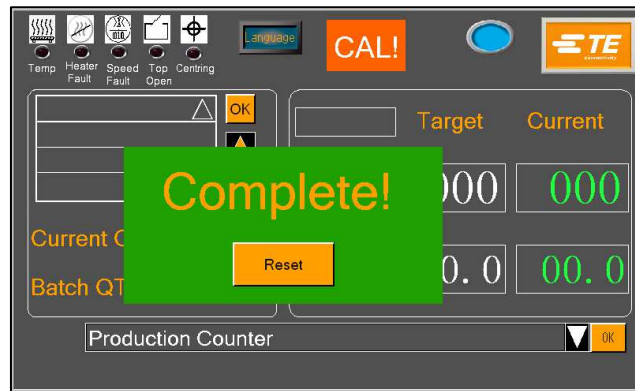 Language
CAL!
TE
connectivity
Temp
Heater Fault
Speed Fault
Top Open
Centring
OK
Target
Current
Complete!
000
000
Current
Reset
Batch QT
0.0
00.0
Production Counter
OK